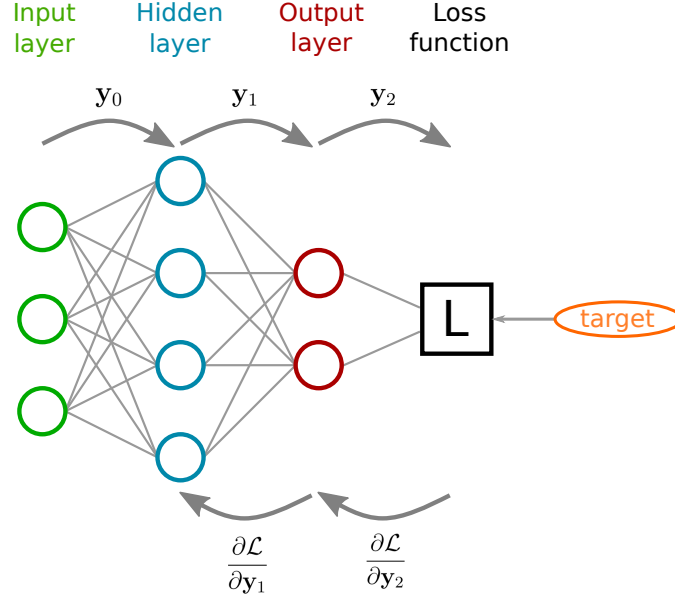 Input
layer
Hidden
layer
Output
layer
Loss
function
y₀
y₁
y₂
L
target
∂ℒ
∂y₁
∂ℒ
∂y₂